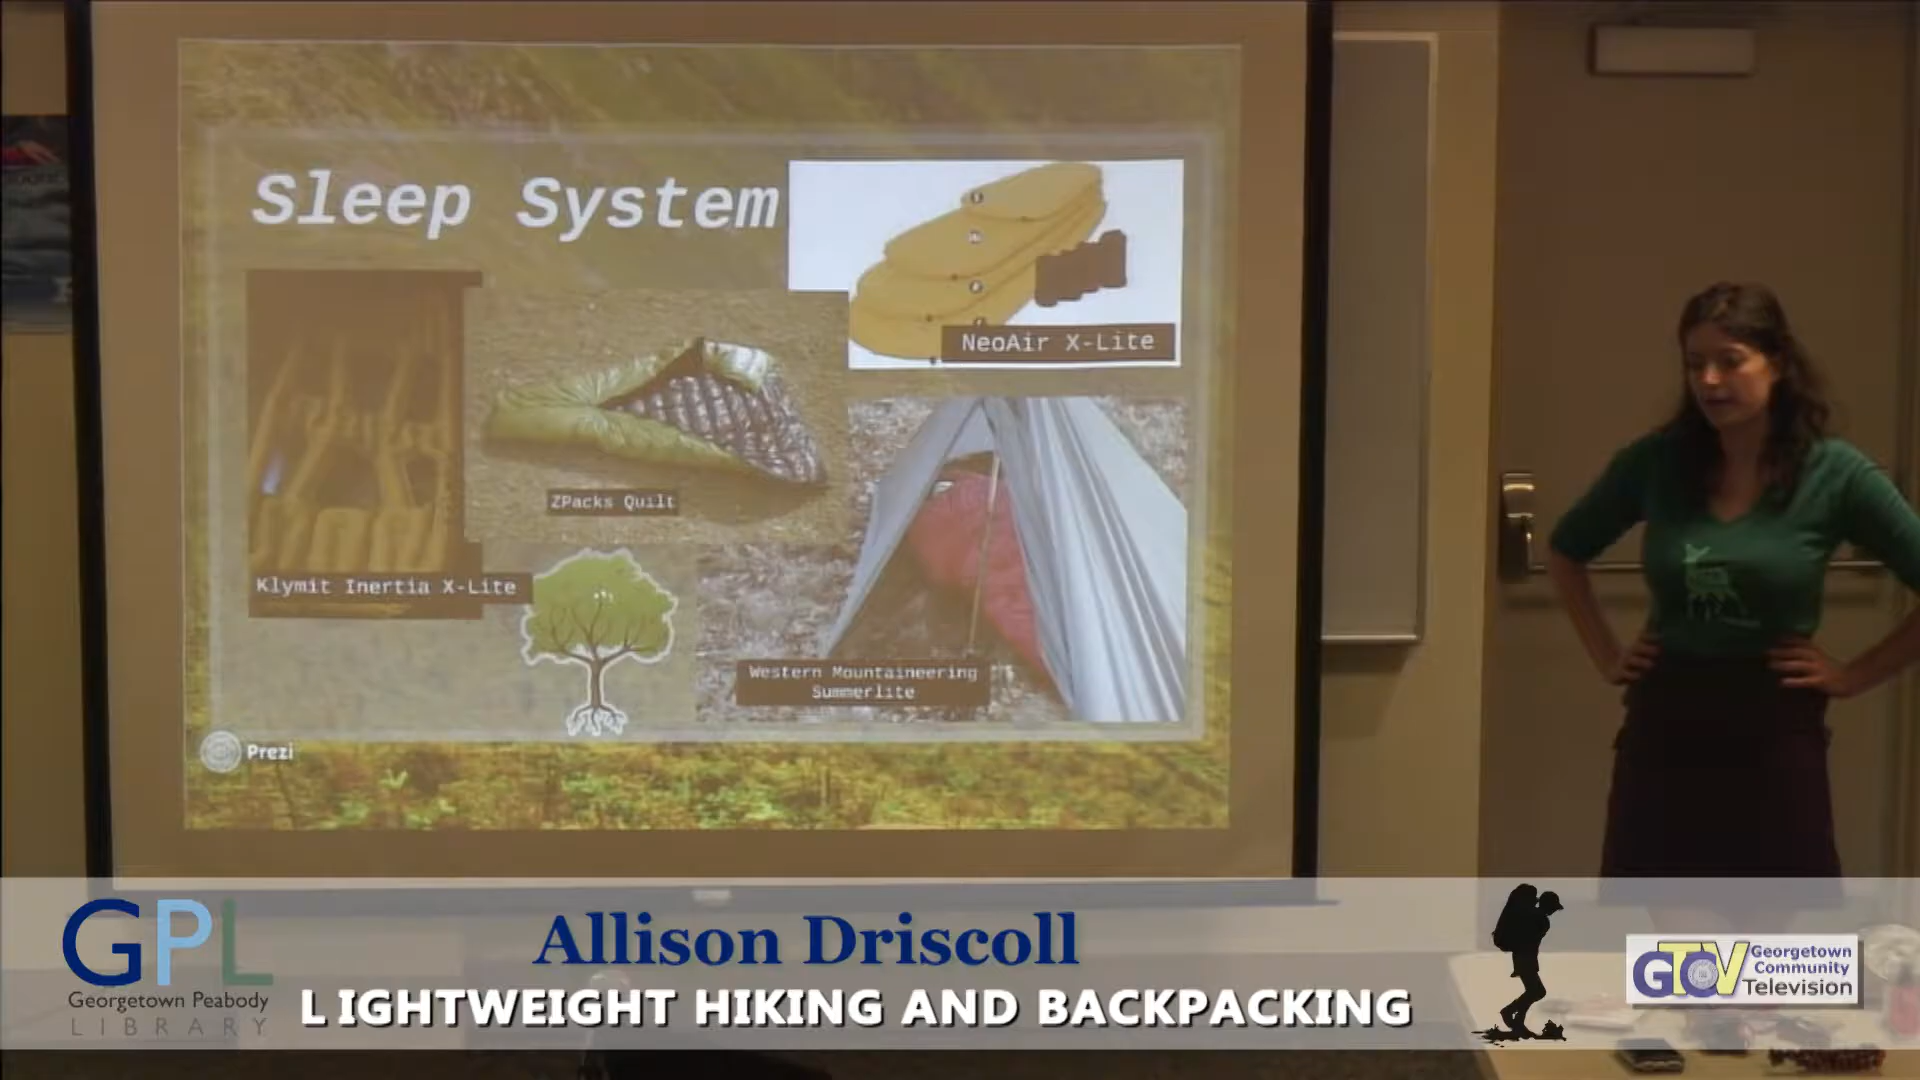 Sleep System
NeoAir X-Lite
ZPacks Quilt
Klymit Inertia X-Lite
Western Mountaineering
Summerlite
Prezi
GPL
Georgetown Peabody
LIBRARY
Allison Driscoll
LIGHTWEIGHT HIKING AND BACKPACKING
GCTV
Georgetown
Community
Television